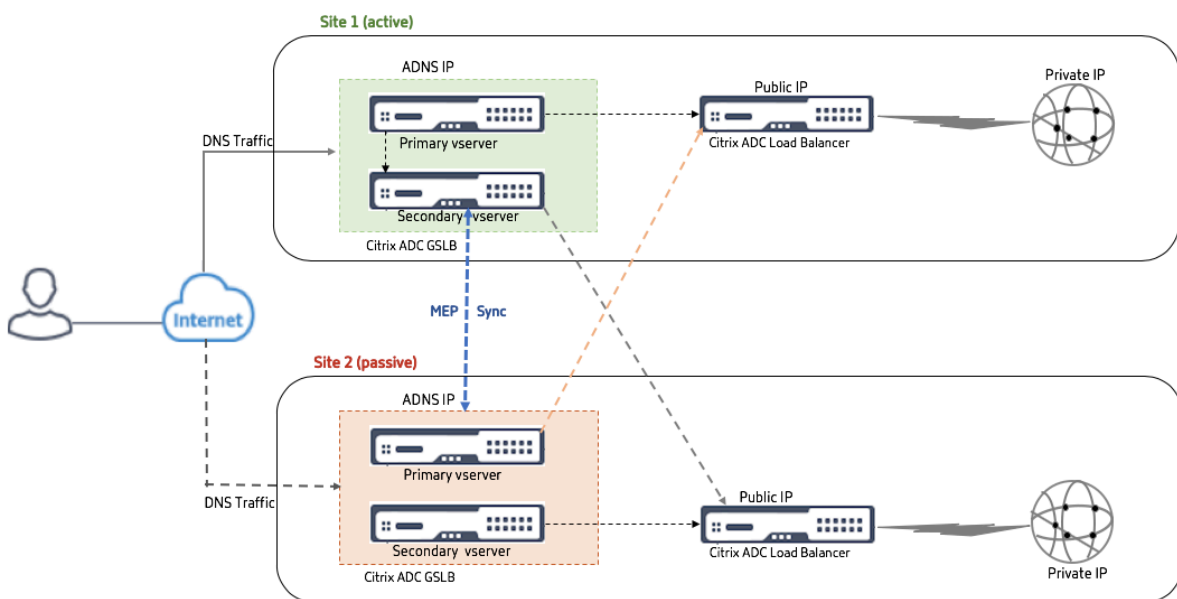 Site 1 (active)
ADNS IP
Primary vserver
Secondary vserver
Citrix ADC GSLB
Public IP
Citrix ADC Load Balancer
Private IP
DNS Traffic
Internet
MEP Sync
Site 2 (passive)
ADNS IP
Primary vserver
Secondary vserver
Citrix ADC GSLB
DNS Traffic
Public IP
Citrix ADC Load Balancer
Private IP